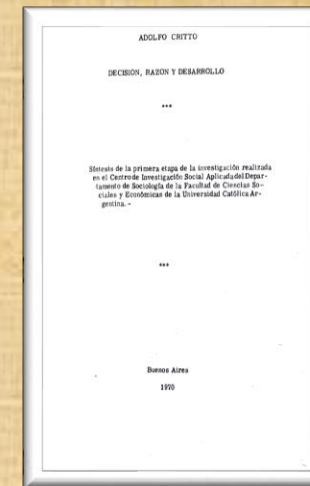 ADOLFO CRITTO
DECISION, RAZON Y DESARROLLO
***
Síntesis de la primera etapa de la investigación realizada
en el Centro de Investigación Social Aplicada del Depar-
tamento de Sociología de la Facultad de Ciencias So-
ciales y Económicas de la Universidad Católica Ar-
gentina. -
***
Buenos Aires
1970